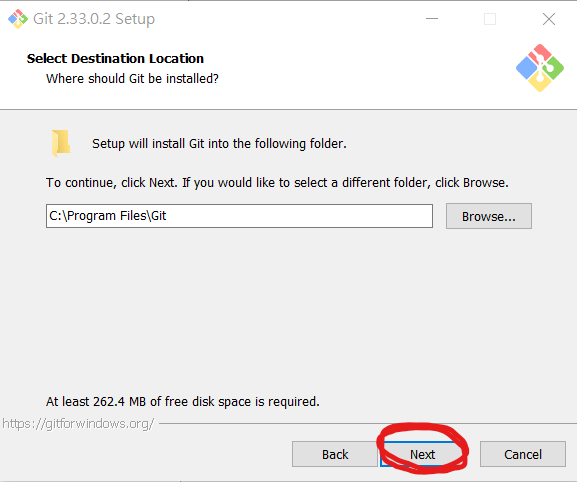 Git 2.33.0.2 Setup
Select Destination Location
Where should Git be installed?
Setup will install Git into the following folder.
To continue, click Next. If you would like to select a different folder, click Browse.
C:\Program Files\Git
Browse...
At least 262.4 MB of free disk space is required.
https://gitforwindows.org/
Back
Next
Cancel